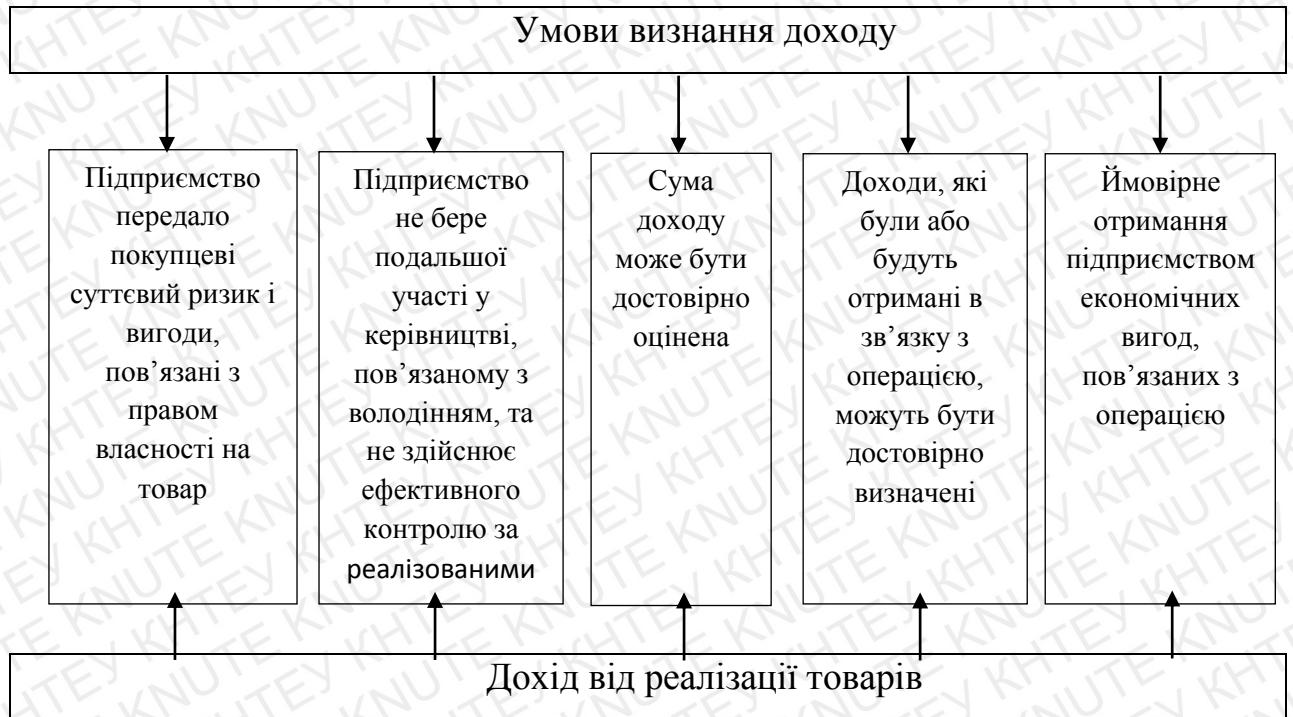 Умови визнання доходу
Підприємство
передало
покупцеві
суттєвий ризик і
вигоди,
пов’язані з
правом
власності на
товар
Підприємство
не бере
подальшої
участі у
керівництві,
пов’язаному з
володінням, та
не здійснює
ефективного
контролю за
реалізованими
Сума
доходу
може бути
достовірно
оцінена
Доходи, які
були або
будуть
отримані в
зв’язку з
операцією,
можуть бути
достовірно
визначені
Ймовірне
отримання
підприємством
економічних
вигод,
пов’язаних з
операцією
Дохід від реалізації товарів